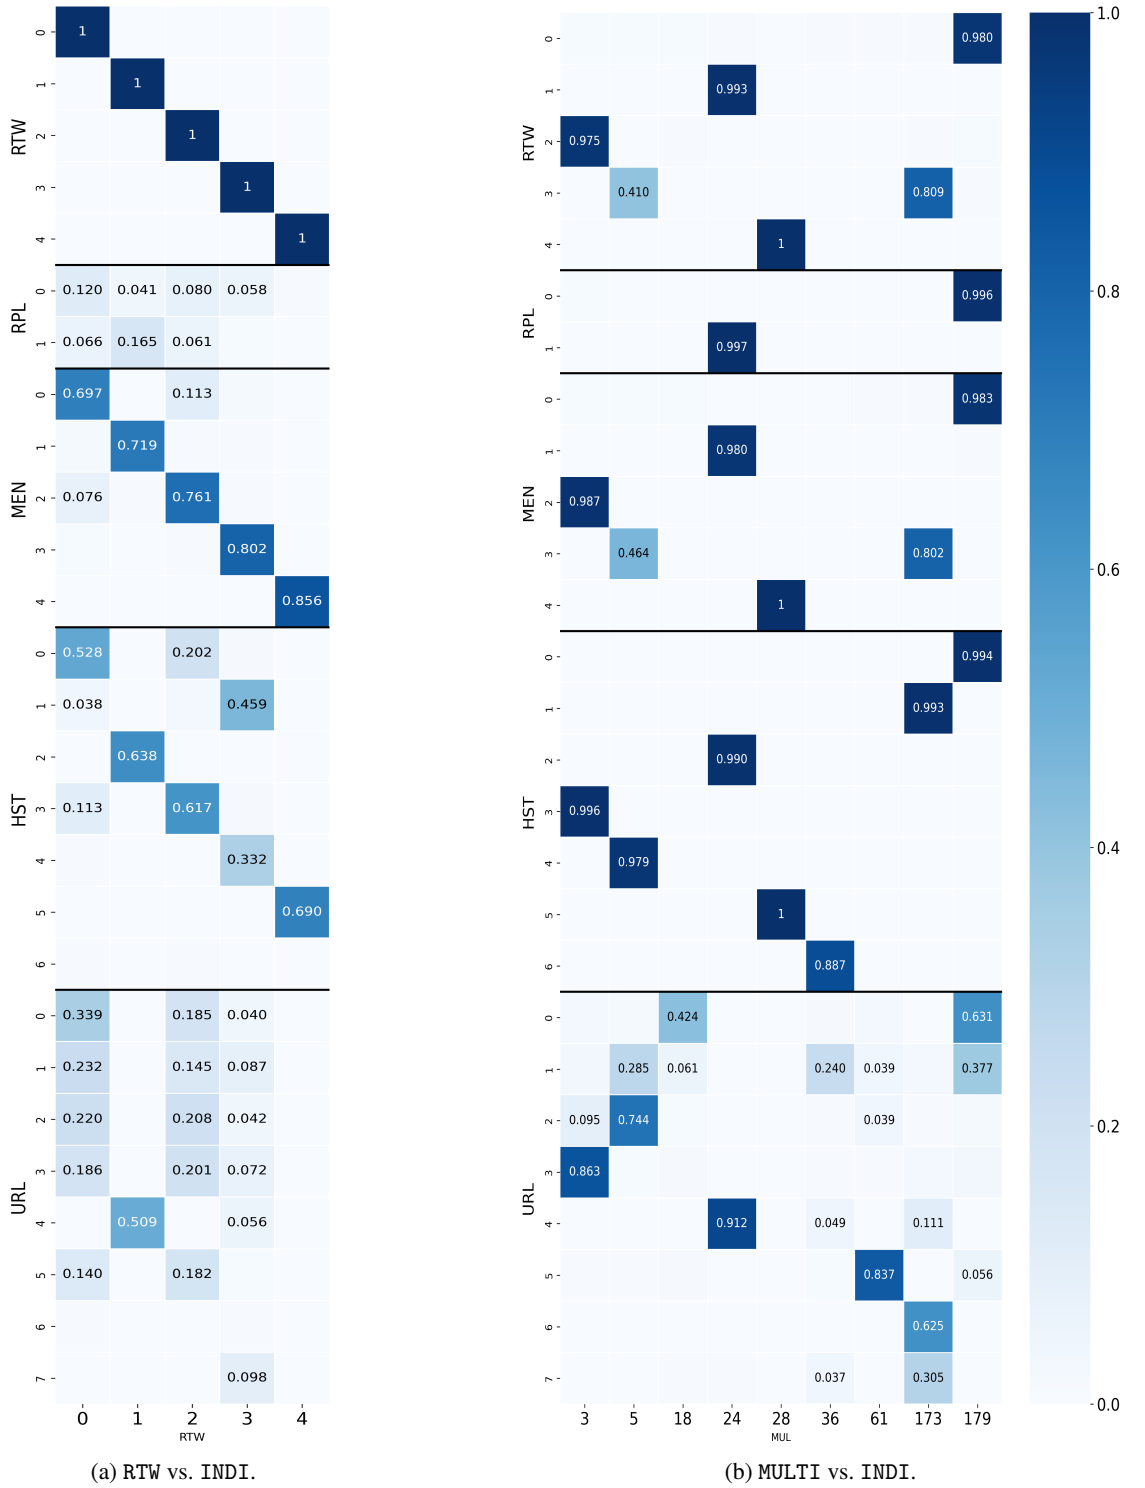 RTW
0 1
1 1
2 1
3 1
4 1
RPL
0 0.120 0.041 0.080 0.058
1 0.066 0.165 0.061
MEN
0 0.697 0.113
1 0.719
2 0.076 0.761
3 0.802
4 0.856
HST
0 0.528 0.202
1 0.038 0.459
2 0.638
3 0.113 0.617
4 0.332
5 0.690
6
URL
0 0.339 0.185 0.040
1 0.232 0.145 0.087
2 0.220 0.208 0.042
3 0.186 0.201 0.072
4 0.509 0.056
5 0.140 0.182
6
7 0.098
0 1 2 3 4
RTW
(a) RTW vs. INDI.
RTW
0 0.980
1 0.993
2 0.975
3 0.410 0.809
4 1
RPL
0 0.996
1 0.997
MEN
0 0.983
1 0.980
2 0.987
3 0.464 0.802
4 1
HST
0 0.994
1 0.993
2 0.990
3 0.996
4 0.979
5 1
6 0.887
URL
0 0.424 0.631
1 0.285 0.061 0.240 0.039 0.377
2 0.095 0.744 0.039
3 0.863
4 0.912 0.049 0.111
5 0.837 0.056
6 0.625
7 0.037 0.305
3 5 18 24 28 36 61 173 179
MUL
(b) MULTI vs. INDI.
1.0
0.8
0.6
0.4
0.2
0.0